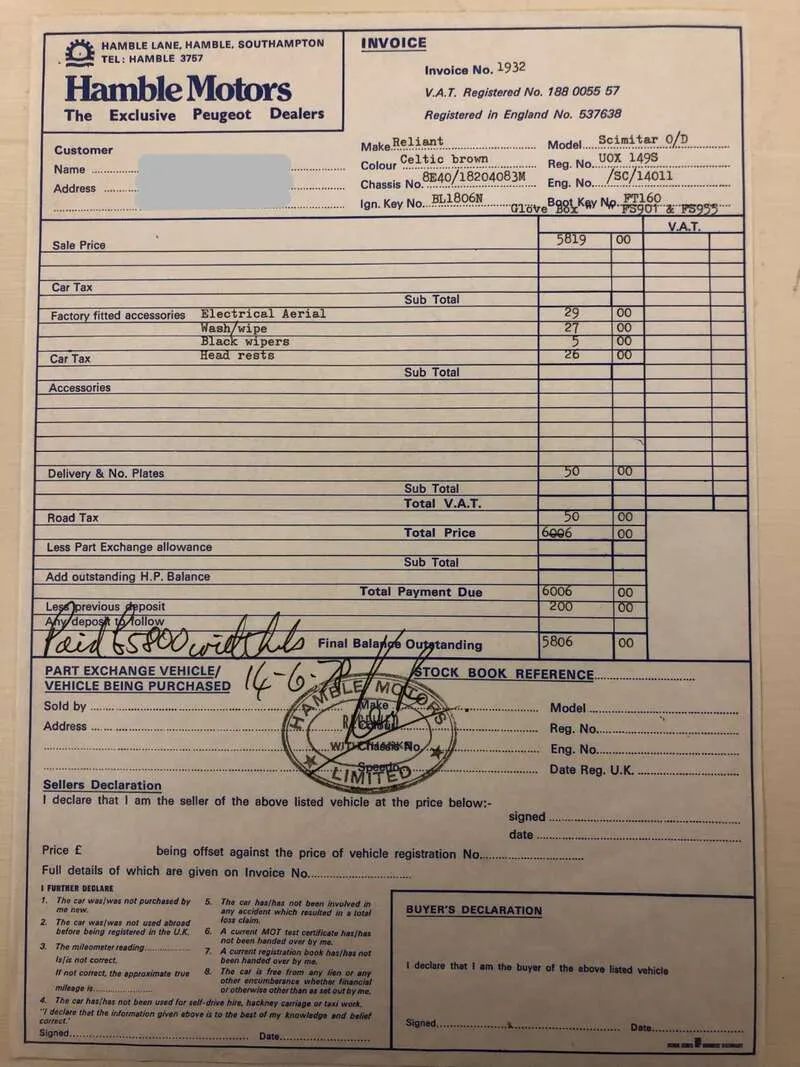 HAMBLE LANE, HAMBLE, SOUTHAMPTON
TEL: HAMBLE 3757
Hamble Motors
The Exclusive Peugeot Dealers
INVOICE
Invoice No. 1932
V.A.T. Registered No. 188 0055 57
Registered in England No. 537638
Customer
Name
Address
Make Reliant Model Scimitar O/D
Colour Celtic brown Reg. No. UOX 149S
Chassis No. 8E40/18204083M Eng. No. /SC/14011
Ign. Key No. BL1806N Boot Key No. FT160
Glove Box " " FS901 & FS955
V.A.T.
Sale Price 5819 00
Car Tax
Sub Total
Factory fitted accessories Electrical Aerial 29 00
Wash/wipe 27 00
Black wipers 5 00
Car Tax Head rests 26 00
Sub Total
Accessories
Delivery & No. Plates 50 00
Sub Total
Total V.A.T.
Road Tax 50 00
Total Price 6006 00
Less Part Exchange allowance
Sub Total
Add outstanding H.P. Balance
Total Payment Due 6006 00
Less previous deposit 200 00
Any deposit to follow
Paid £5800 with
Final Balance Outstanding 5806 00
14-6-78
PART EXCHANGE VEHICLE/
VEHICLE BEING PURCHASED
STOCK BOOK REFERENCE
HAMBLE MOTORS
LIMITED
Sold by Make Model
Address Colour Reg. No.
Chassis No. Eng. No.
Speedo Date Reg. U.K.
Sellers Declaration
I declare that I am the seller of the above listed vehicle at the price below:-
signed
date
Price £ being offset against the price of vehicle registration No.
Full details of which are given on Invoice No.
I FURTHER DECLARE
1. The car was/was not purchased by
me new.
2. The car was/was not used abroad
before being registered in the U.K.
3. The mileometer reading
Is/is not correct.
If not correct, the approximate true
mileage is
4. The car has/has not been used for self-drive hire, hackney carriage or taxi work.
"I declare that the information given above is to the best of my knowledge and belief
correct."
Signed Date
5. The car has/has not been involved in
any accident which resulted in a total
loss claim.
6. A current MOT test certificate has/has
not been handed over by me.
7. A current registration book has/has not
been handed over by me.
8. The car is free from any lien or any
other encumbrance whether financial
or otherwise other than as set out by me.
BUYER'S DECLARATION
I declare that I am the buyer of the above listed vehicle
Signed Date